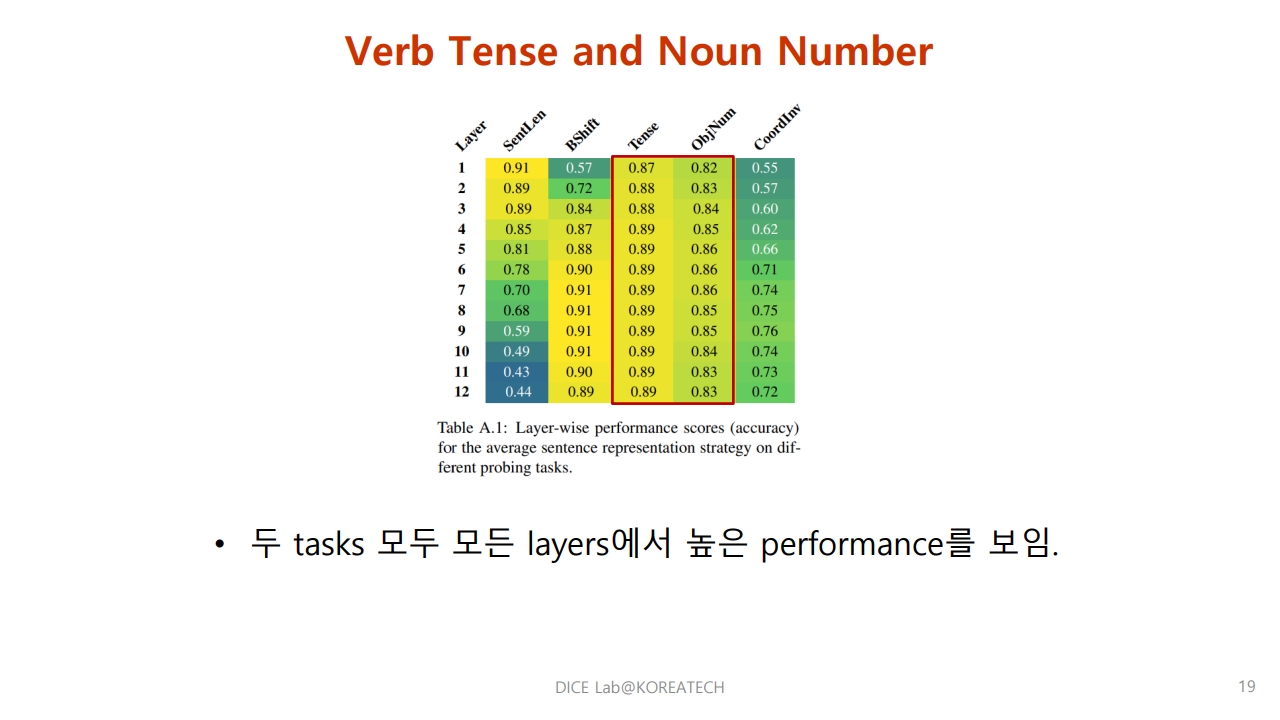 Verb Tense and Noun Number
Layer SentLen BShift Tense ObjNum CoordInv
1 0.91 0.57 0.87 0.82 0.55
2 0.89 0.72 0.88 0.83 0.57
3 0.89 0.84 0.88 0.84 0.60
4 0.85 0.87 0.89 0.85 0.62
5 0.81 0.88 0.89 0.86 0.66
6 0.78 0.90 0.89 0.86 0.71
7 0.70 0.91 0.89 0.86 0.74
8 0.68 0.91 0.89 0.85 0.75
9 0.59 0.91 0.89 0.85 0.76
10 0.49 0.91 0.89 0.84 0.74
11 0.43 0.90 0.89 0.83 0.73
12 0.44 0.89 0.89 0.83 0.72
Table A.1: Layer-wise performance scores (accuracy)
for the average sentence representation strategy on dif-
ferent probing tasks.
• 두 tasks 모두 모든 layers에서 높은 performance를 보임.
DICE Lab@KOREATECH
19